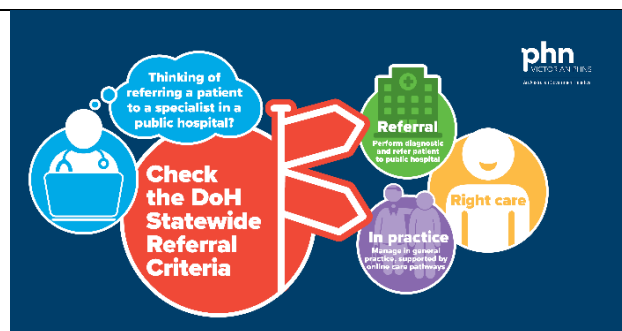 Thinking of
referring a patient
to a specialist in a
public hospital?
Check
the DoH
Statewide
Referral
Criteria
Referral
Perform diagnostic
and refer patient
to public hospital
In practice
Manage in general
practice, supported by
online care pathways
Right care
phn
VICTORIAN PHNS